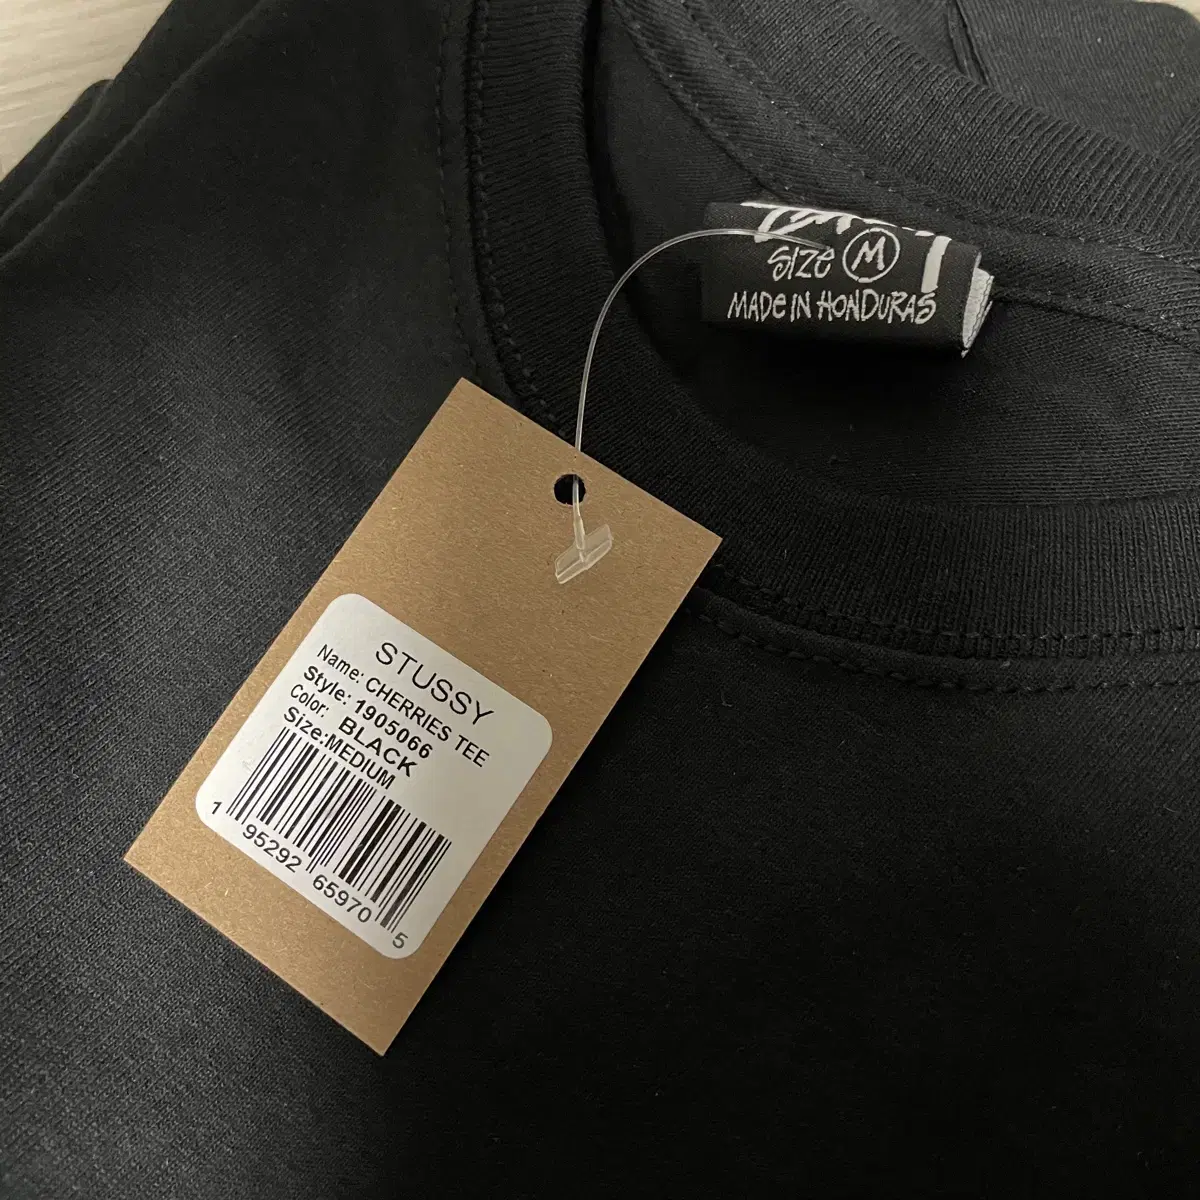 SIZE M
MADE IN HONDURAS
STUSSY
Name: CHERRIES TEE
Style: 1905066
Color: BLACK
Size:MEDIUM
1 95292 65970 5